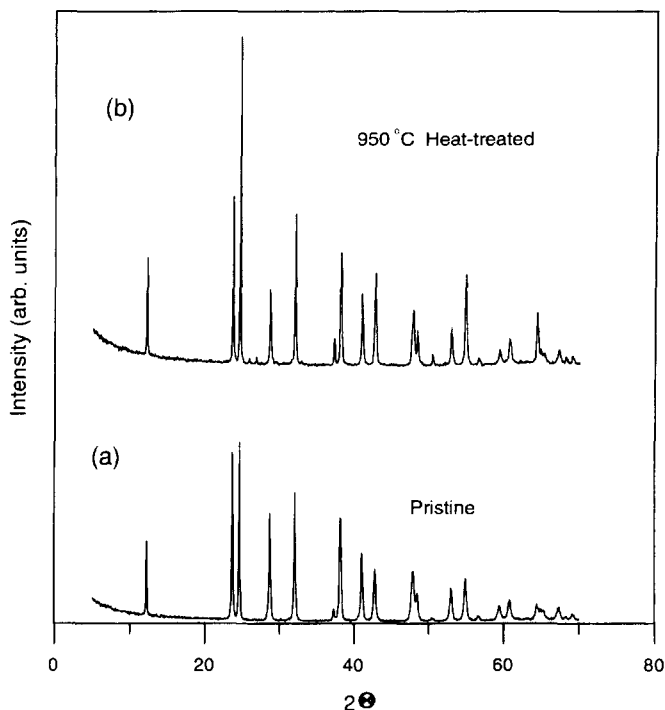 (b)
950 °C Heat-treated
Intensity (arb. units)
(a)
Pristine
0 20 40 60 80
2Θ